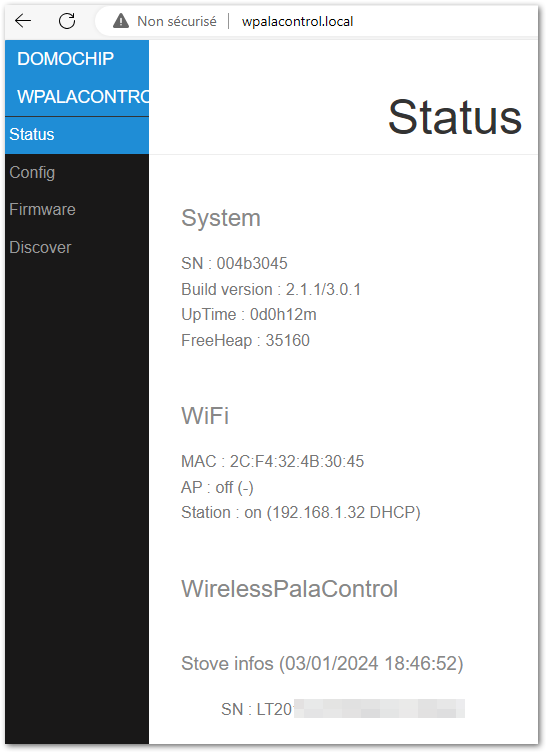 Non sécurisé wpalacontrol.local
DOMOCHIP
WPALACONTRO
Status
Config
Firmware
Discover
Status
System
SN : 004b3045
Build version : 2.1.1/3.0.1
UpTime : 0d0h12m
FreeHeap : 35160
WiFi
MAC : 2C:F4:32:4B:30:45
AP : off (-)
Station : on (192.168.1.32 DHCP)
WirelessPalaControl
Stove infos (03/01/2024 18:46:52)
SN : LT20